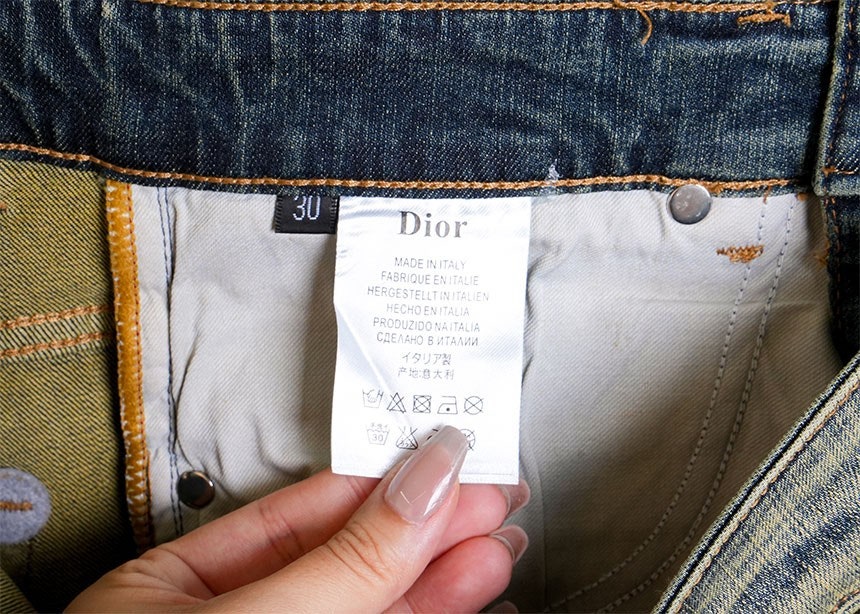 30
Dior
MADE IN ITALY
FABRIQUE EN ITALIE
HERGESTELLT IN ITALIEN
HECHO EN ITALIA
PRODUZIDO NA ITALIA
СДЕЛАНО В ИТАЛИИ
イタリア製
产地:意大利
30